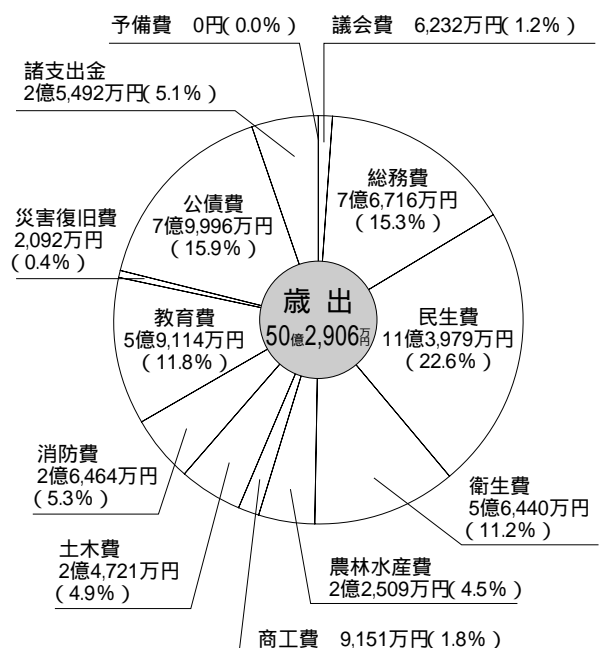 予備費 0円( 0.0% )
議会費 6,232万円( 1.2% )
諸支出金
2億5,492万円( 5.1% )
総務費
7億6,716万円
( 15.3% )
公債費
7億9,996万円
( 15.9% )
災害復旧費
2,092万円
( 0.4% )
歳 出
50億2,906万円
民生費
11億3,979万円
( 22.6% )
教育費
5億9,114万円
( 11.8% )
消防費
2億6,464万円
( 5.3% )
衛生費
5億6,440万円
( 11.2% )
土木費
2億4,721万円
( 4.9% )
農林水産費
2億2,509万円( 4.5% )
商工費 9,151万円( 1.8% )